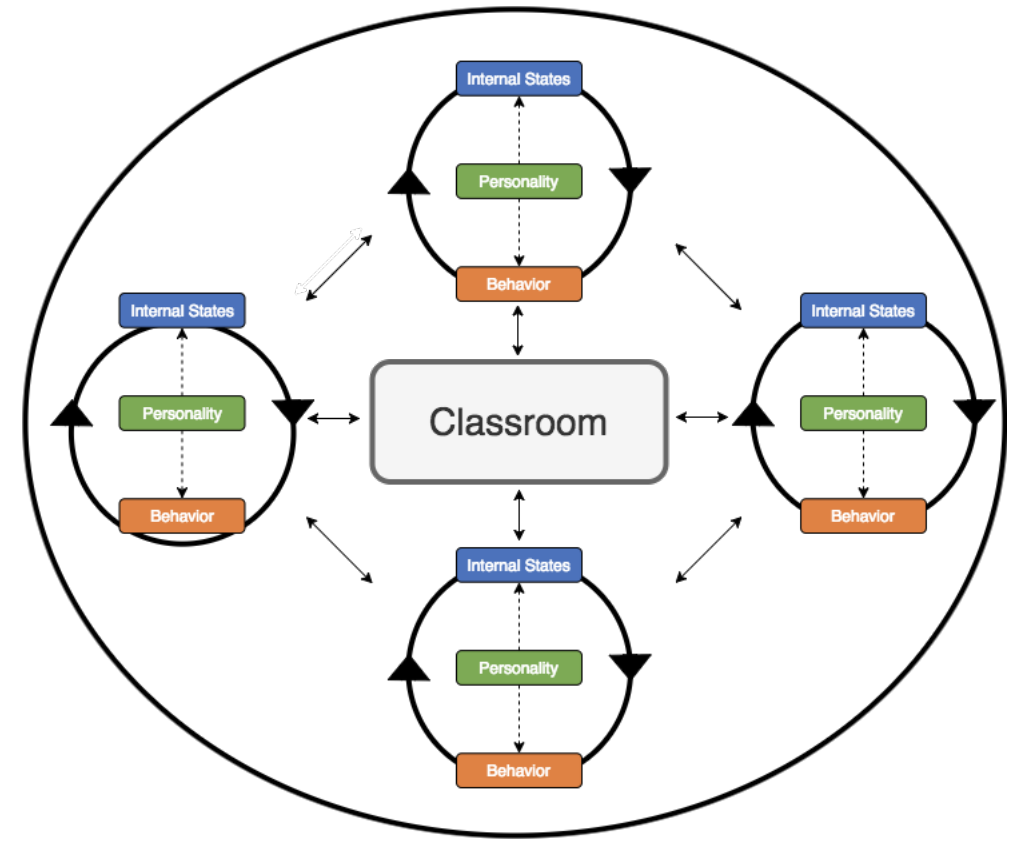 Internal States
Personality
Behavior
Internal States
Personality
Behavior
Classroom
Internal States
Personality
Behavior
Internal States
Personality
Behavior